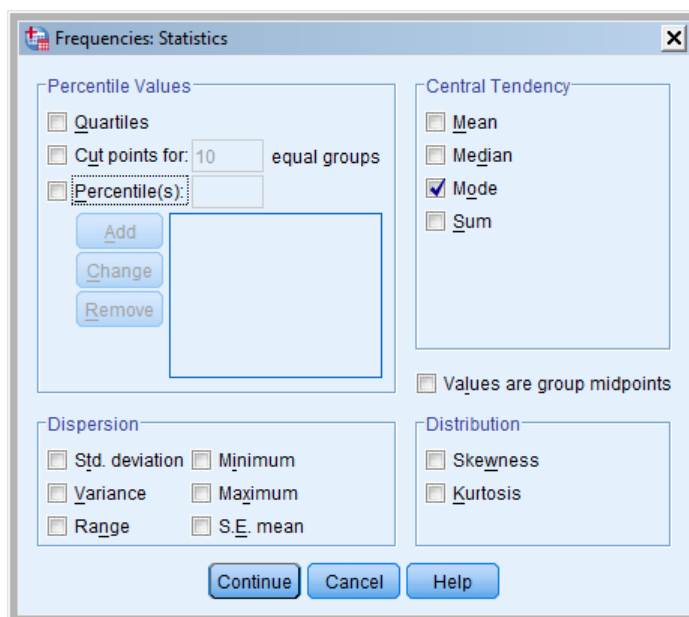 Frequencies: Statistics
Percentile Values
Quartiles
Cut points for: 10 equal groups
Percentile(s):
Add
Change
Remove
Central Tendency
Mean
Median
Mode
Sum
Values are group midpoints
Dispersion
Std. deviation Minimum
Variance Maximum
Range S.E. mean
Distribution
Skewness
Kurtosis
Continue Cancel Help